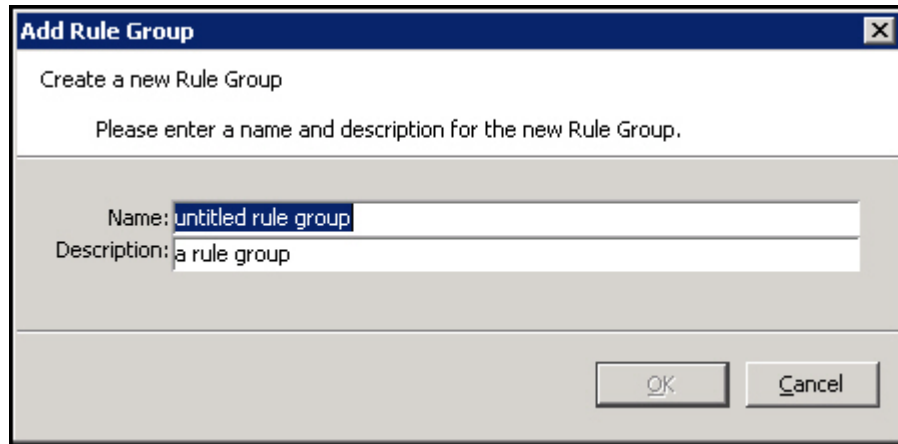 Add Rule Group
Create a new Rule Group
Please enter a name and description for the new Rule Group.
Name: untitled rule group
Description: a rule group
OK Cancel